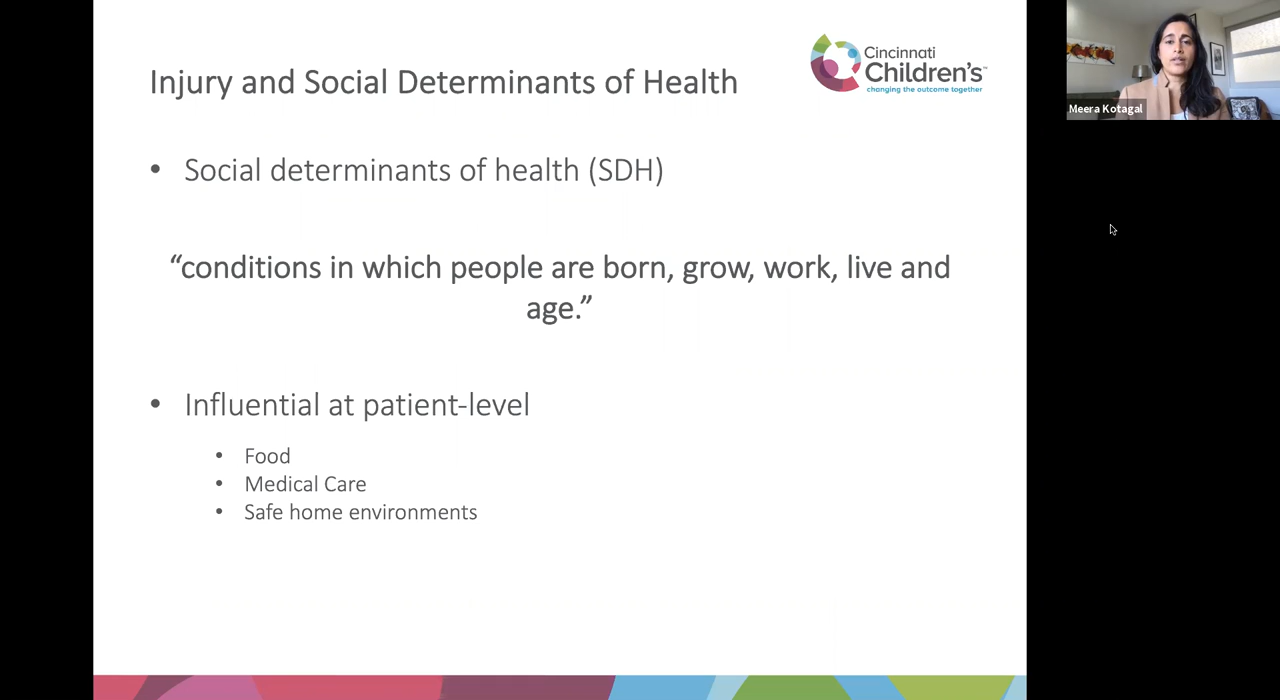 Injury and Social Determinants of Health
Cincinnati
Children's™
changing the outcome together
Meera Kotagal
• Social determinants of health (SDH)
“conditions in which people are born, grow, work, live and
age.”
• Influential at patient-level
• Food
• Medical Care
• Safe home environments